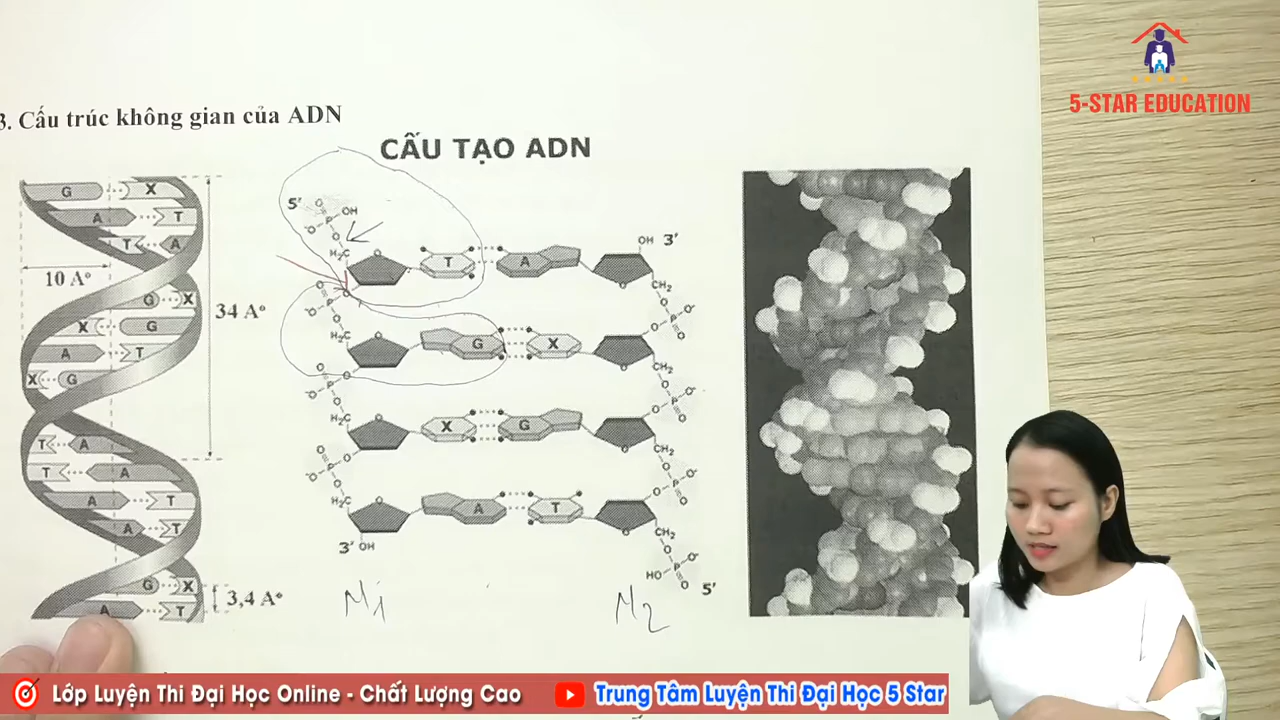 5-STAR EDUCATION
3. Cấu trúc không gian của ADN
CẤU TẠO ADN
G X
A T
T A
10 A°
G X
X G
A T
X G
34 A°
T A
T A
A T
A T
G X
A T
3,4 A°
5'
O
P OH
O- O
H₂C
O
T A
OH 3'
O
CH₂
O
O P O-
O
G X
CH₂
X G
CH₂
A T
CH₂
3' OH
HO P O-
O
5'
M1
M2
Lớp Luyện Thi Đại Học Online - Chất Lượng Cao
Trung Tâm Luyện Thi Đại Học 5 Star